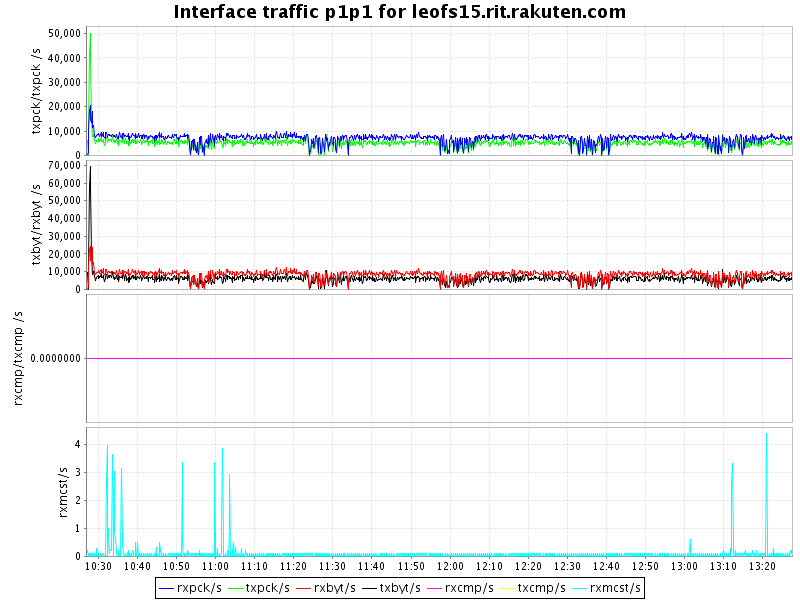 Interface traffic p1p1 for leofs15.rit.rakuten.com
txpck/txpck /s
50,000
40,000
30,000
20,000
10,000
0
txbyt/rxbyt /s
70,000
60,000
50,000
40,000
30,000
20,000
10,000
0
rxcmp/txcmp /s
0.0000000
rxmcst/s
4
3
2
1
0
10:30 10:40 10:50 11:00 11:10 11:20 11:30 11:40 11:50 12:00 12:10 12:20 12:30 12:40 12:50 13:00 13:10 13:20
rxpck/s txpck/s rxbyt/s txbyt/s rxcmp/s txcmp/s rxmcst/s